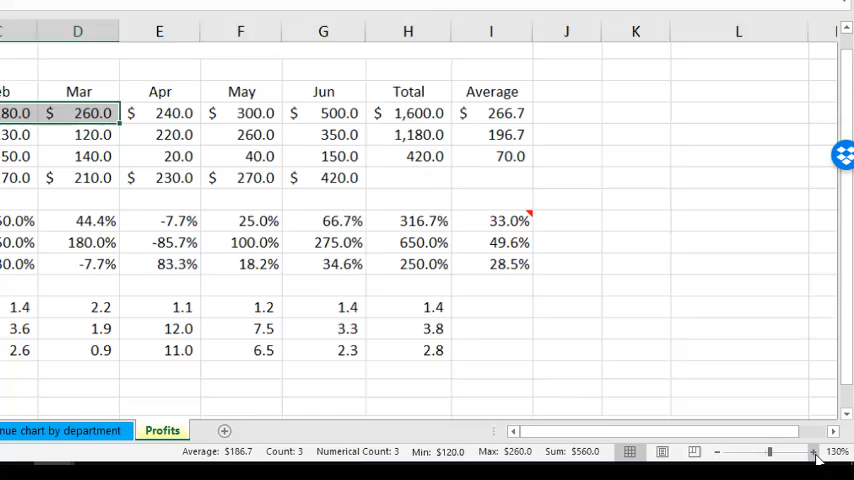 C D E F G H I J K L
eb Mar Apr May Jun Total Average
80.0 $ 260.0 $ 240.0 $ 300.0 $ 500.0 $ 1,600.0 $ 266.7
30.0 120.0 220.0 260.0 350.0 1,180.0 196.7
50.0 140.0 20.0 40.0 150.0 420.0 70.0
70.0 $ 210.0 $ 230.0 $ 270.0 $ 420.0
50.0% 44.4% -7.7% 25.0% 66.7% 316.7% 33.0%
50.0% 180.0% -85.7% 100.0% 275.0% 650.0% 49.6%
30.0% -7.7% 83.3% 18.2% 34.6% 250.0% 28.5%
1.4 2.2 1.1 1.2 1.4 1.4
3.6 1.9 12.0 7.5 3.3 3.8
2.6 0.9 11.0 6.5 2.3 2.8
nue chart by department Profits
Average: $186.7 Count: 3 Numerical Count: 3 Min: $120.0 Max: $260.0 Sum: $560.0 130%